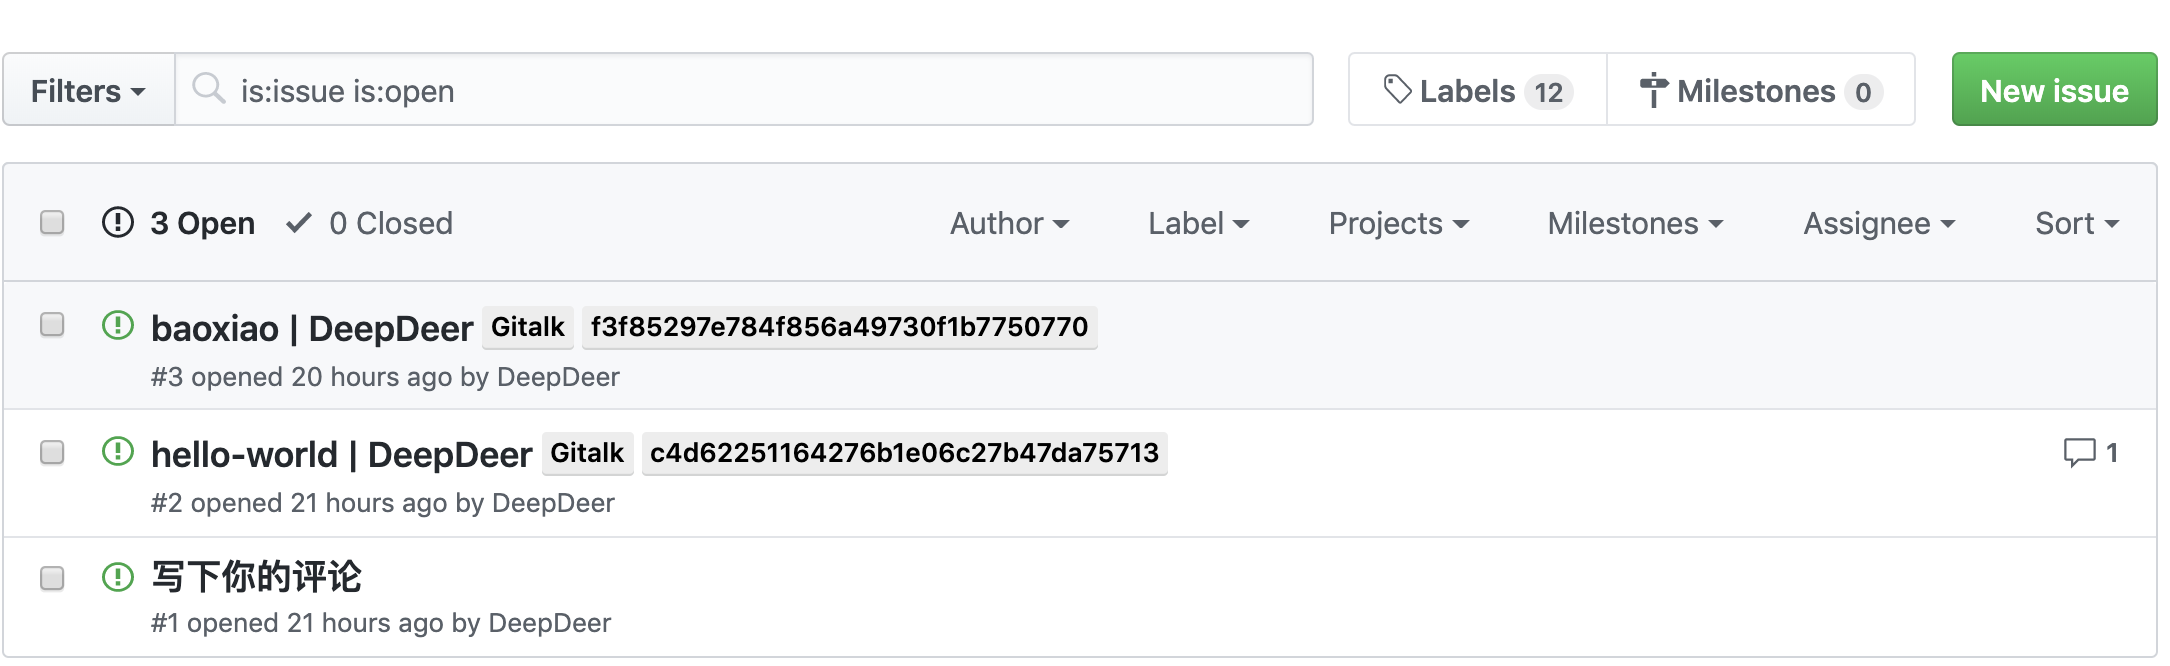 Filters is:issue is:open Labels 12 Milestones 0 New issue
3 Open 0 Closed Author Label Projects Milestones Assignee Sort
baoxiao | DeepDeer Gitalk f3f85297e784f856a49730f1b7750770
#3 opened 20 hours ago by DeepDeer
hello-world | DeepDeer Gitalk c4d62251164276b1e06c27b47da75713 1
#2 opened 21 hours ago by DeepDeer
写下你的评论
#1 opened 21 hours ago by DeepDeer